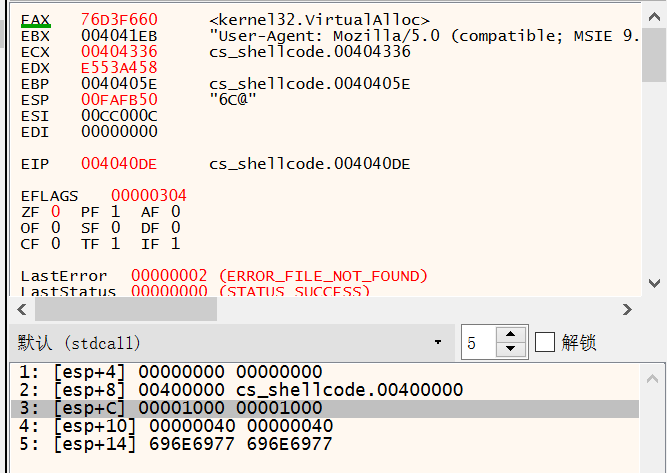 EAX 76D3F660 <kernel32.VirtualAlloc>
EBX 004041EB "User-Agent: Mozilla/5.0 (compatible; MSIE 9.
ECX 00404336 cs_shellcode.00404336
EDX E553A458
EBP 0040405E cs_shellcode.0040405E
ESP 00FAFB50 "6C@"
ESI 00CC000C
EDI 00000000
EIP 004040DE cs_shellcode.004040DE
EFLAGS 00000304
ZF 0 PF 1 AF 0
OF 0 SF 0 DF 0
CF 0 TF 1 IF 1
LastError 00000002 (ERROR_FILE_NOT_FOUND)
LastStatus 00000000 (STATUS_SUCCESS)
默认 (stdcall) 5 解锁
1: [esp+4] 00000000 00000000
2: [esp+8] 00400000 cs_shellcode.00400000
3: [esp+C] 00001000 00001000
4: [esp+10] 00000040 00000040
5: [esp+14] 696E6977 696E6977